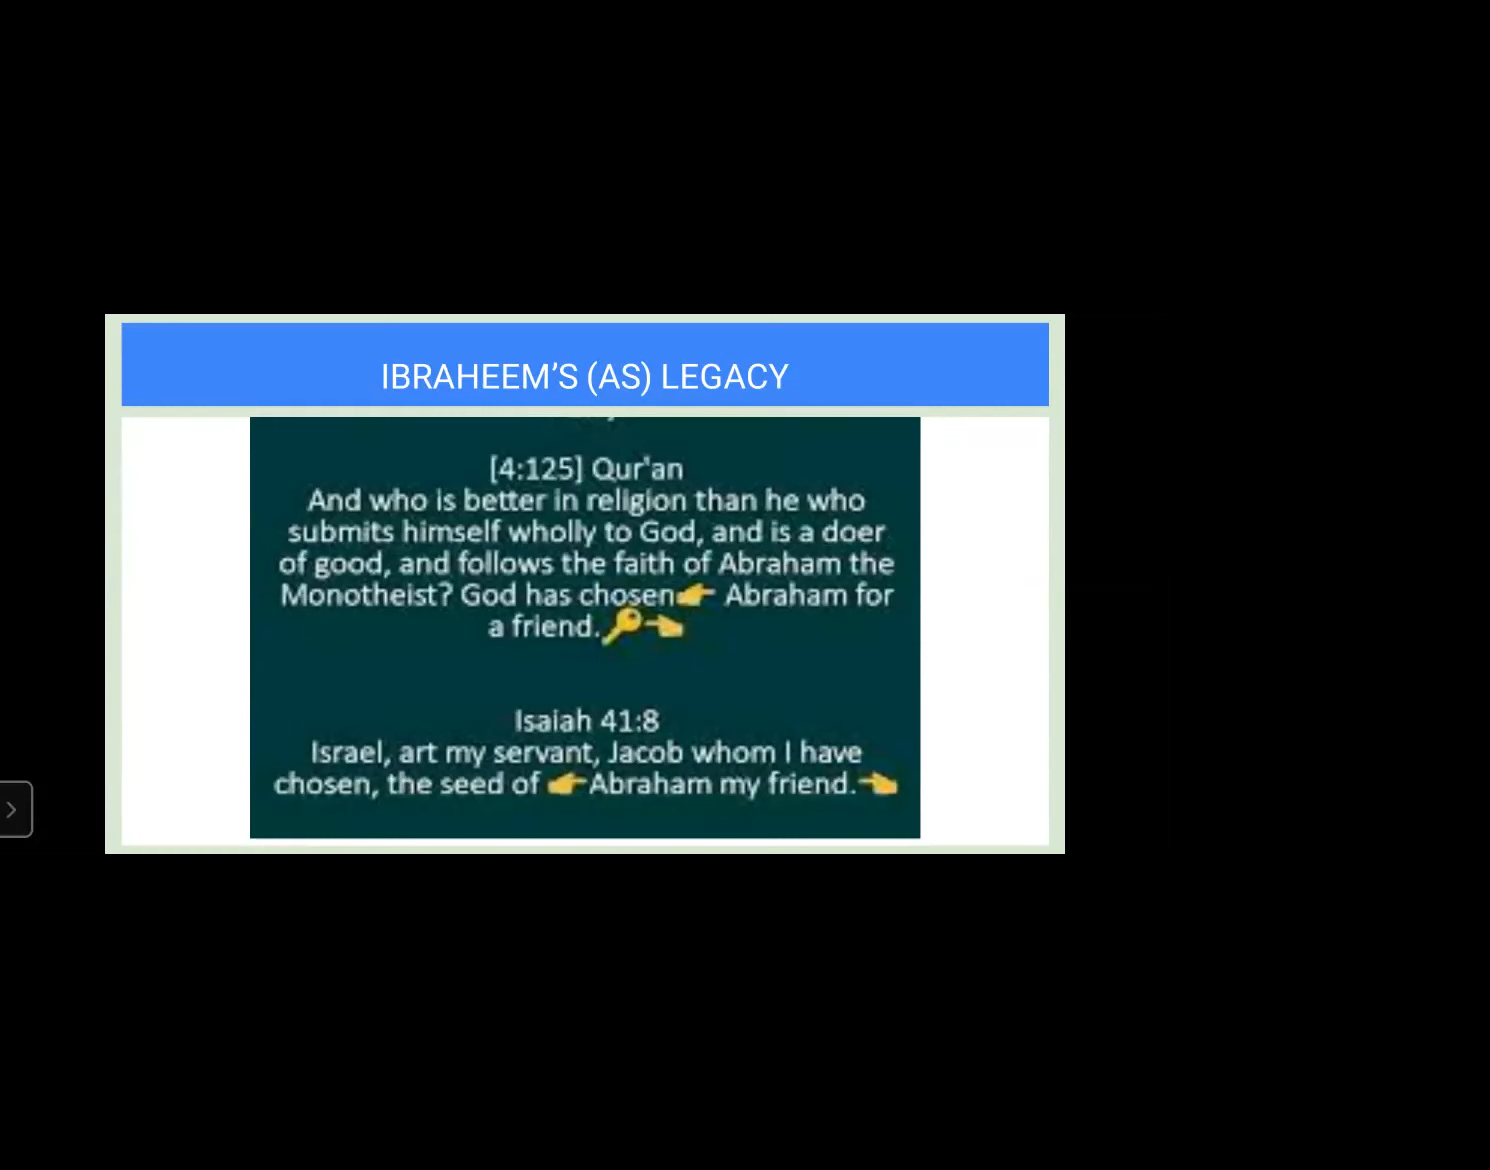 IBRAHEEM’S (AS) LEGACY
[4:125] Qur'an
And who is better in religion than he who
submits himself wholly to God, and is a doer
of good, and follows the faith of Abraham the
Monotheist? God has chosen👉 Abraham for
a friend.🔑👈
Isaiah 41:8
Israel, art my servant, Jacob whom I have
chosen, the seed of 👉Abraham my friend.👈